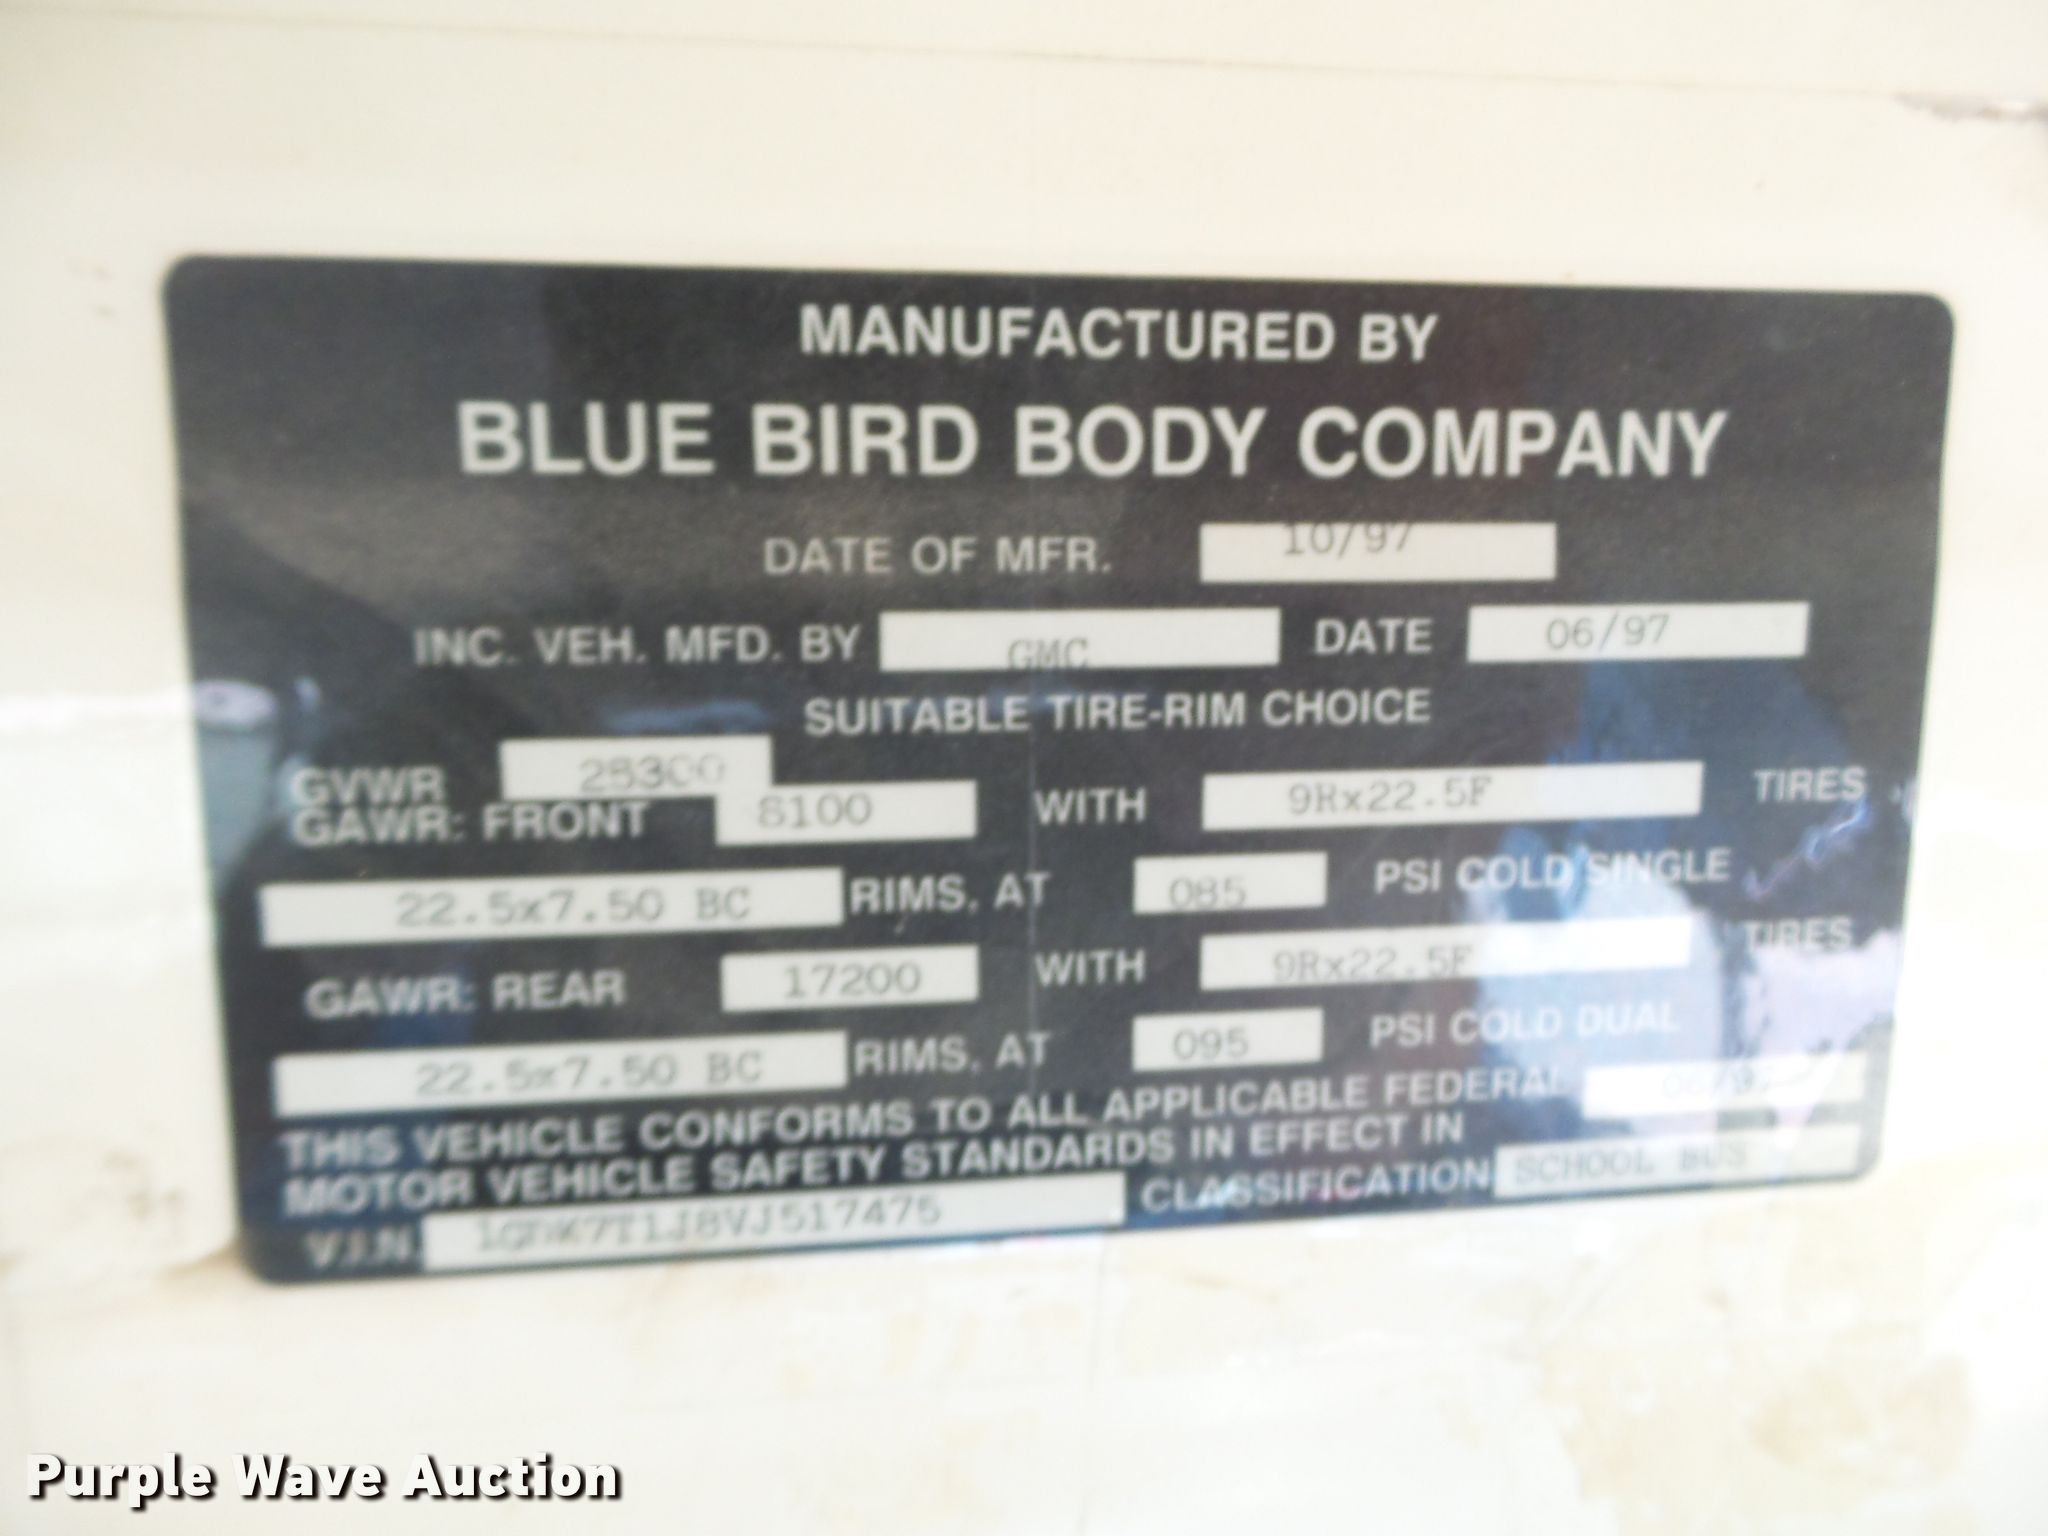 MANUFACTURED BY
BLUE BIRD BODY COMPANY
DATE OF MFR. 10/97
INC. VEH. MFD. BY GMC DATE 06/97
SUITABLE TIRE-RIM CHOICE
GVWR 25300
GAWR: FRONT 8100 WITH 9Rx22.5F TIRES
22.5x7.50 BC RIMS, AT 085 PSI COLD SINGLE
GAWR: REAR 17200 WITH 9Rx22.5F TIRES
22.5x7.50 BC RIMS, AT 095 PSI COLD DUAL
THIS VEHICLE CONFORMS TO ALL APPLICABLE FEDERAL
MOTOR VEHICLE SAFETY STANDARDS IN EFFECT IN 06/97
V.I.N. 1GDK7T1J8VJ517475 CLASSIFICATION SCHOOL BUS
Purple Wave Auction